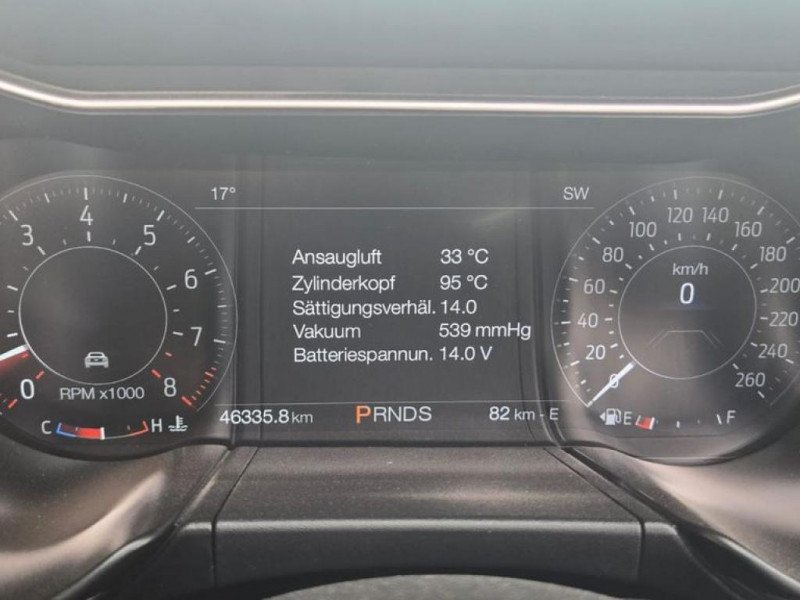 17°
SW
Ansaugluft 33 °C
Zylinderkopf 95 °C
Sättigungsverhäl. 14.0
Vakuum 539 mmHg
Batteriespannun. 14.0 V
0
3
4
5
6
7
8
RPM x1000
C
H
46335.8 km
PRNDS
82 km - E
0
20
40
60
80
100
120
140
160
180
200
220
240
260
km/h
0
E
F